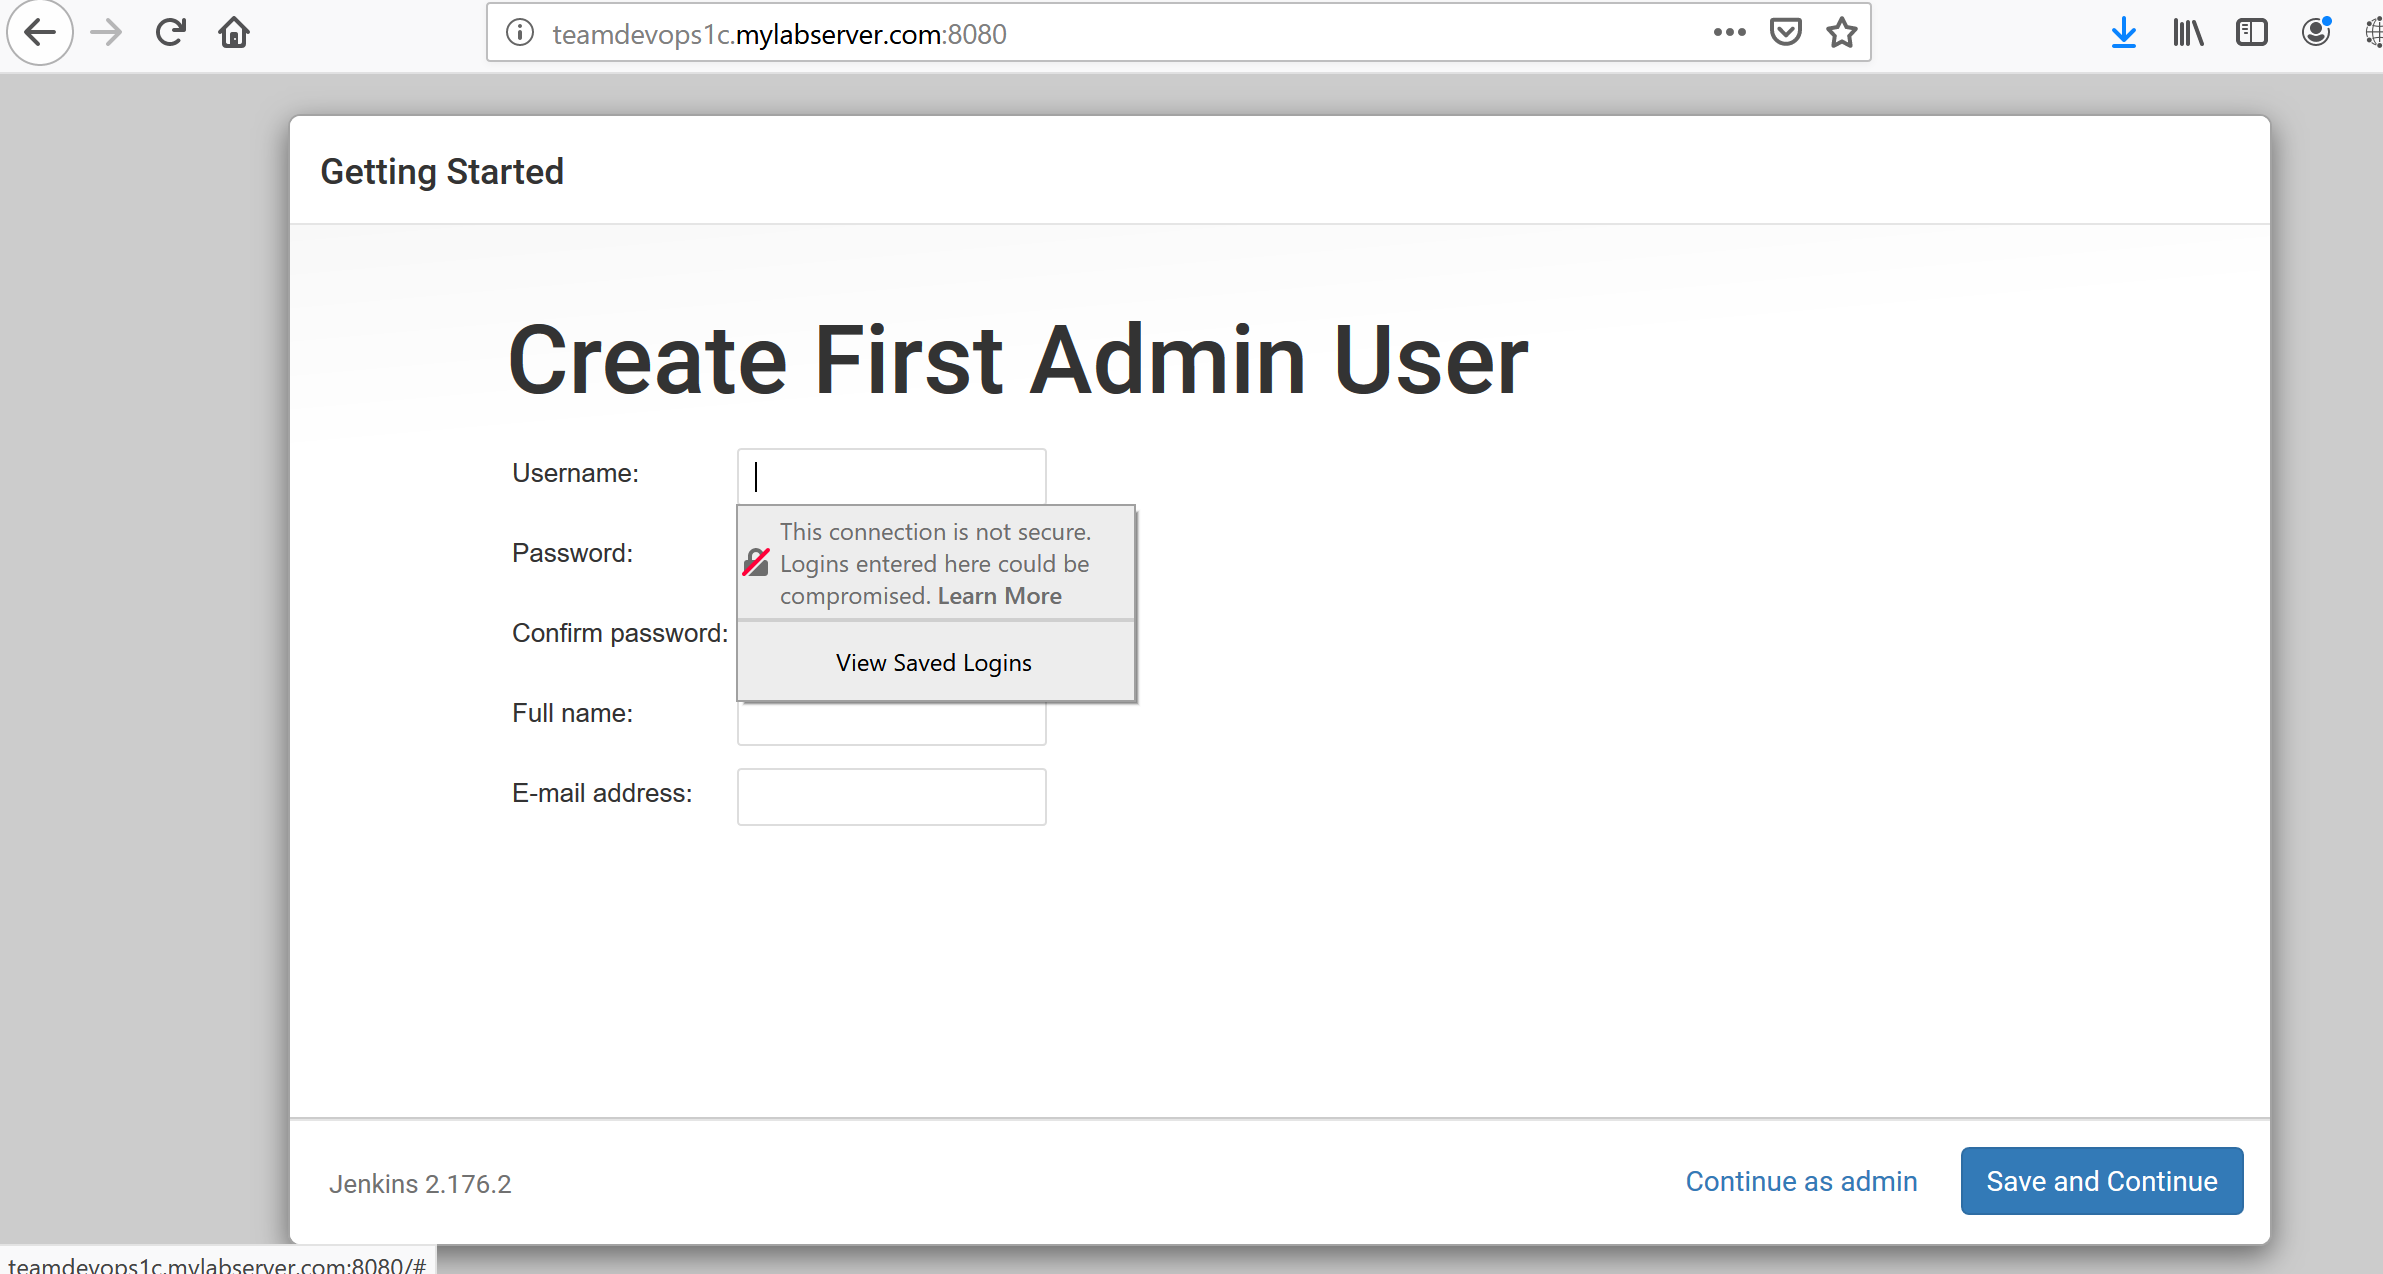 teamdevops1c.mylabserver.com:8080
Getting Started
Create First Admin User
Username:
This connection is not secure.
Password:
Logins entered here could be
compromised. Learn More
Confirm password:
View Saved Logins
Full name:
E-mail address:
Jenkins 2.176.2
Continue as admin
Save and Continue
teamdevops1c.mylabserver.com:8080/#